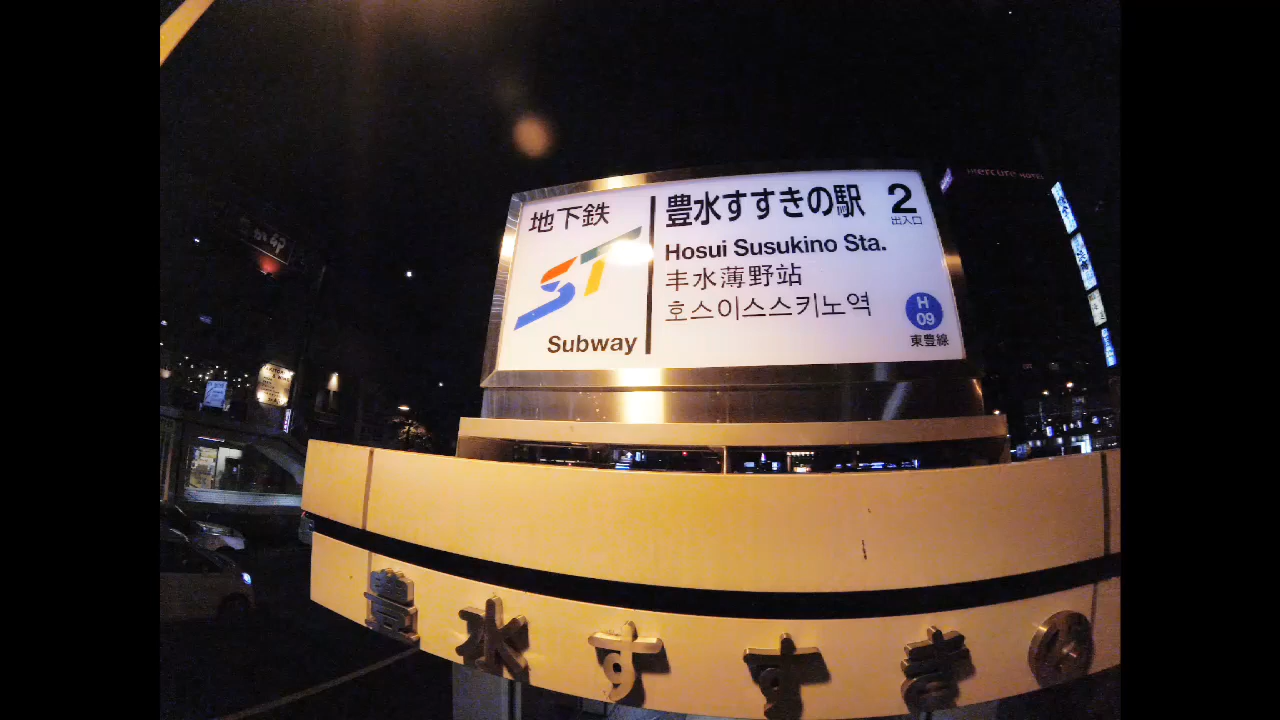 地下鉄
ST
Subway
豊水すすきの駅
2
出入口
Hosui Susukino Sta.
丰水薄野站
호스이스스키노역
H
09
東豊線
mercure HOTEL
豊水すすきの